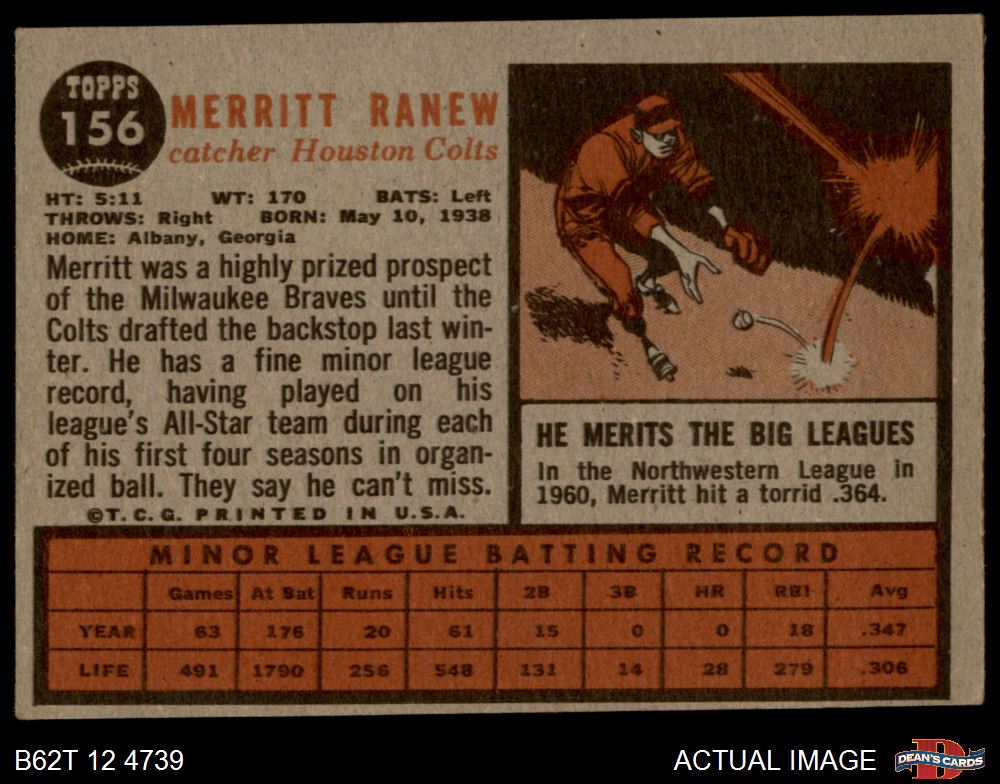 TOPPS
156
MERRITT RANEW
catcher Houston Colts
HT: 5:11 WT: 170 BATS: Left
THROWS: Right BORN: May 10, 1938
HOME: Albany, Georgia
Merritt was a highly prized prospect
of the Milwaukee Braves until the
Colts drafted the backstop last win-
ter. He has a fine minor league
record, having played on his
league's All-Star team during each
of his first four seasons in organ-
ized ball. They say he can't miss.
©T.C.G. PRINTED IN U.S.A.
HE MERITS THE BIG LEAGUES
In the Northwestern League in
1960, Merritt hit a torrid .364.
MINOR LEAGUE BATTING RECORD
Games At Bat Runs Hits 2B 3B HR RBI Avg
YEAR 63 176 20 61 15 0 0 18 .347
LIFE 491 1790 256 548 131 14 28 279 .306
B62T 12 4739 ACTUAL IMAGE DEAN'S CARDS